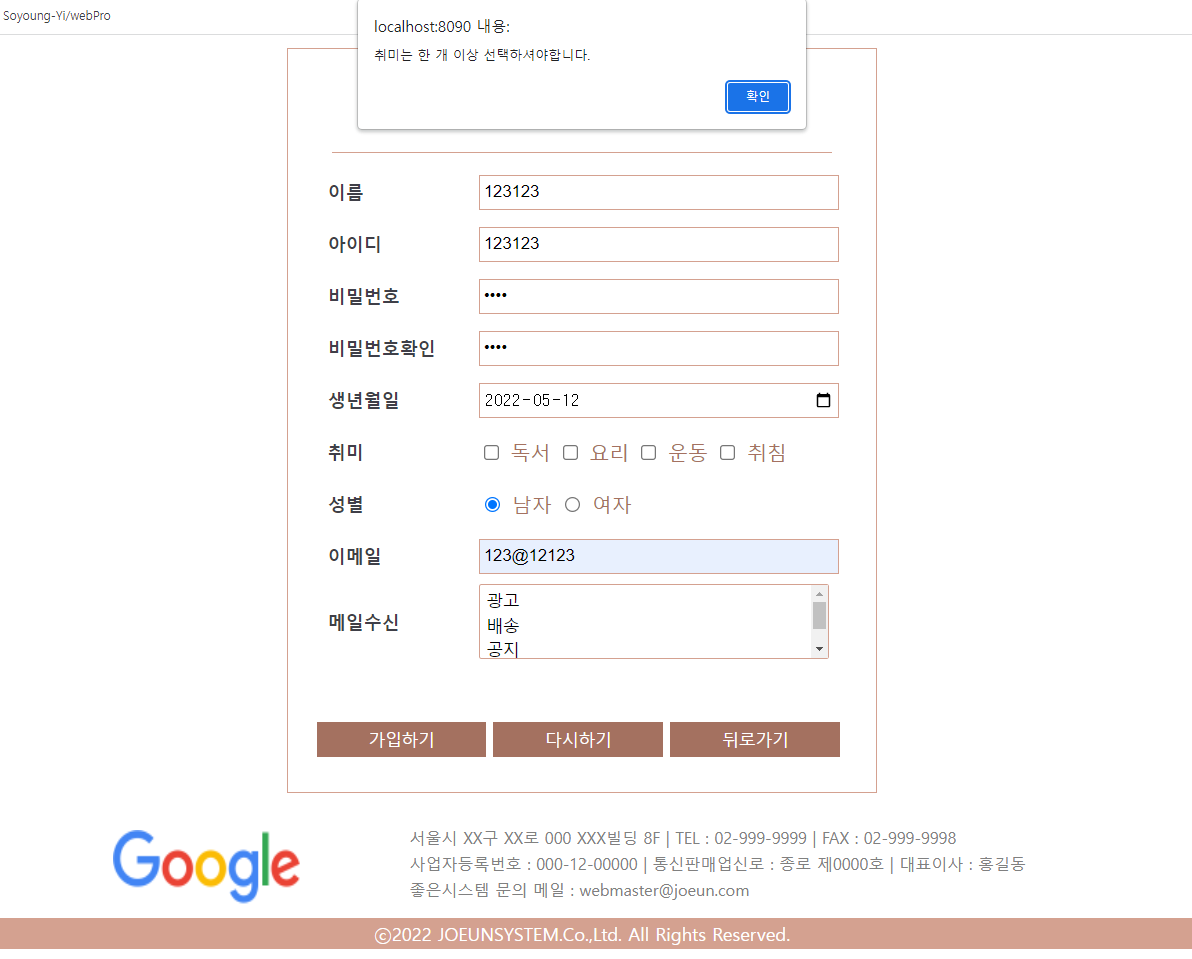 Soyoung-Yi/webPro
localhost:8090 내용:
취미는 한 개 이상 선택하셔야합니다.
확인
이름 123123
아이디 123123
비밀번호 ••••
비밀번호확인 ••••
생년월일 2022-05-12
취미 독서 요리 운동 취침
성별 남자 여자
이메일 123@12123
메일수신 광고
배송
공지
가입하기 다시하기 뒤로가기
Google
서울시 XX구 XX로 000 XXX빌딩 8F | TEL : 02-999-9999 | FAX : 02-999-9998
사업자등록번호 : 000-12-00000 | 통신판매업신로 : 종로 제0000호 | 대표이사 : 홍길동
좋은시스템 문의 메일 : webmaster@joeun.com
ⓒ2022 JOEUNSYSTEM.Co.,Ltd. All Rights Reserved.